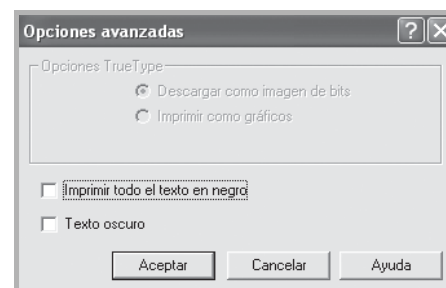 Opciones avanzadas
Opciones TrueType
Descargar como imagen de bits
Imprimir como gráficos
Imprimir todo el texto en negro
Texto oscuro
Aceptar Cancelar Ayuda